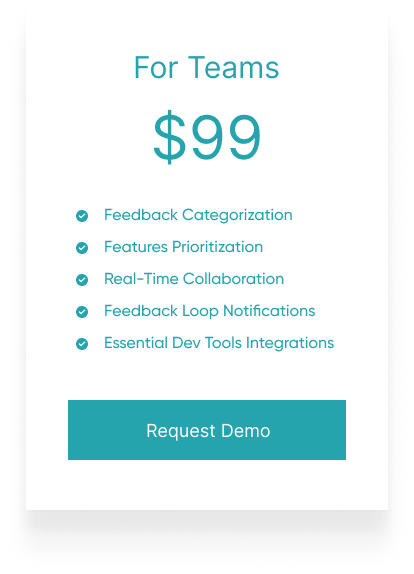 For Teams
$99
Feedback Categorization
Features Prioritization
Real-Time Collaboration
Feedback Loop Notifications
Essential Dev Tools Integrations
Request Demo